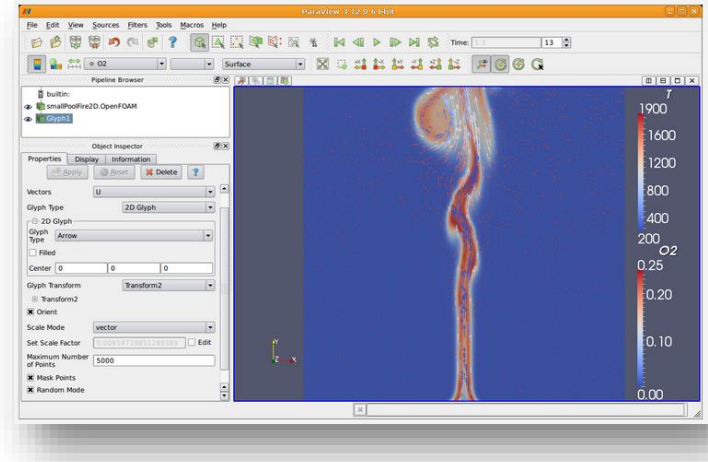 ParaView 3.12.0 64-bit
File Edit View Sources Filters Tools Macros Help
Time: 1.3 13
O2 Surface
Pipeline Browser
builtin:
smallPoolFire2D.OpenFOAM
Glyph1
Object Inspector
Properties Display Information
Apply Reset Delete ?
Vectors U
Glyph Type 2D Glyph
2D Glyph
Glyph Type Arrow
Filled
Center 0 0 0
Glyph Transform Transform2
Transform2
Orient
Scale Mode vector
Set Scale Factor Edit
Maximum Number of Points 5000
Mask Points
Random Mode
T
1900
1600
1200
800
400
200
O2
0.25
0.20
0.10
0.00
Y
Z X